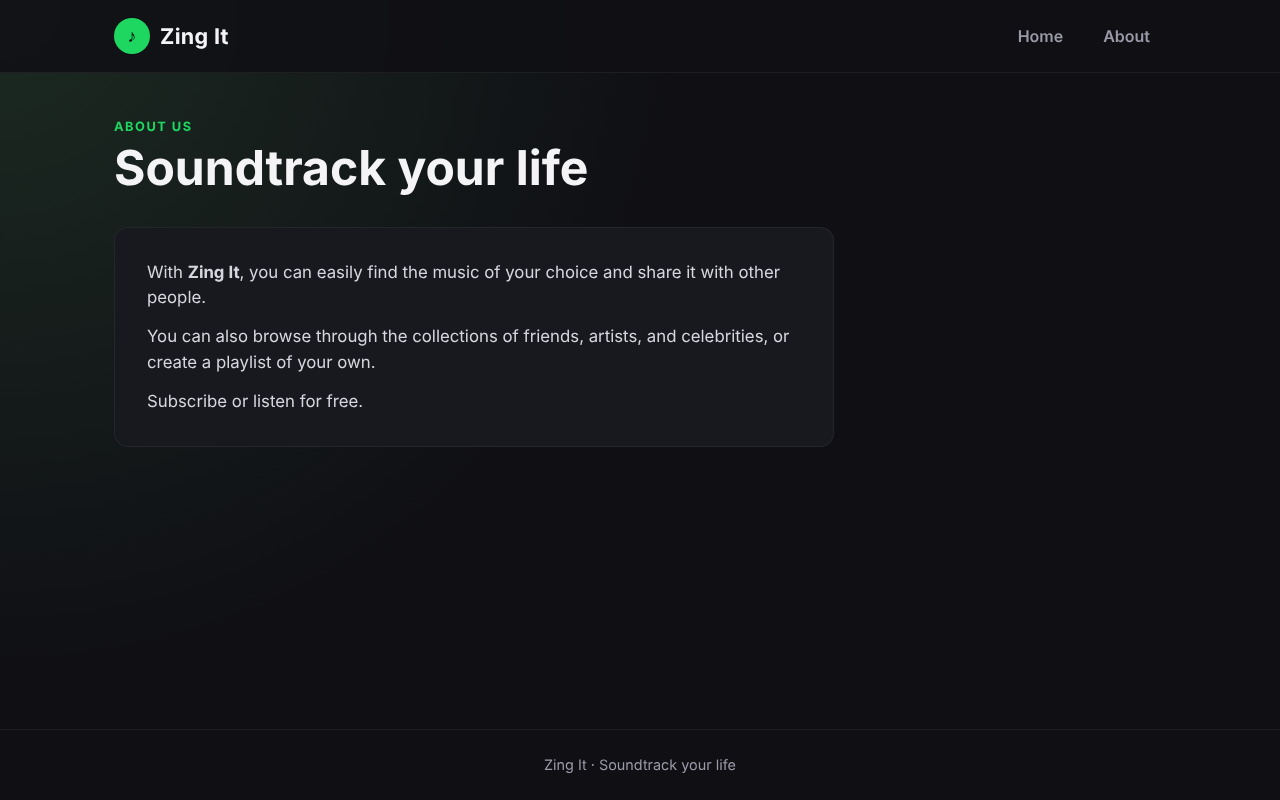 ♪ Zing It
Home
About
ABOUT US
Soundtrack your life
With Zing It, you can easily find the music of your choice and share it with other
people.
You can also browse through the collections of friends, artists, and celebrities, or
create a playlist of your own.
Subscribe or listen for free.
Zing It · Soundtrack your life